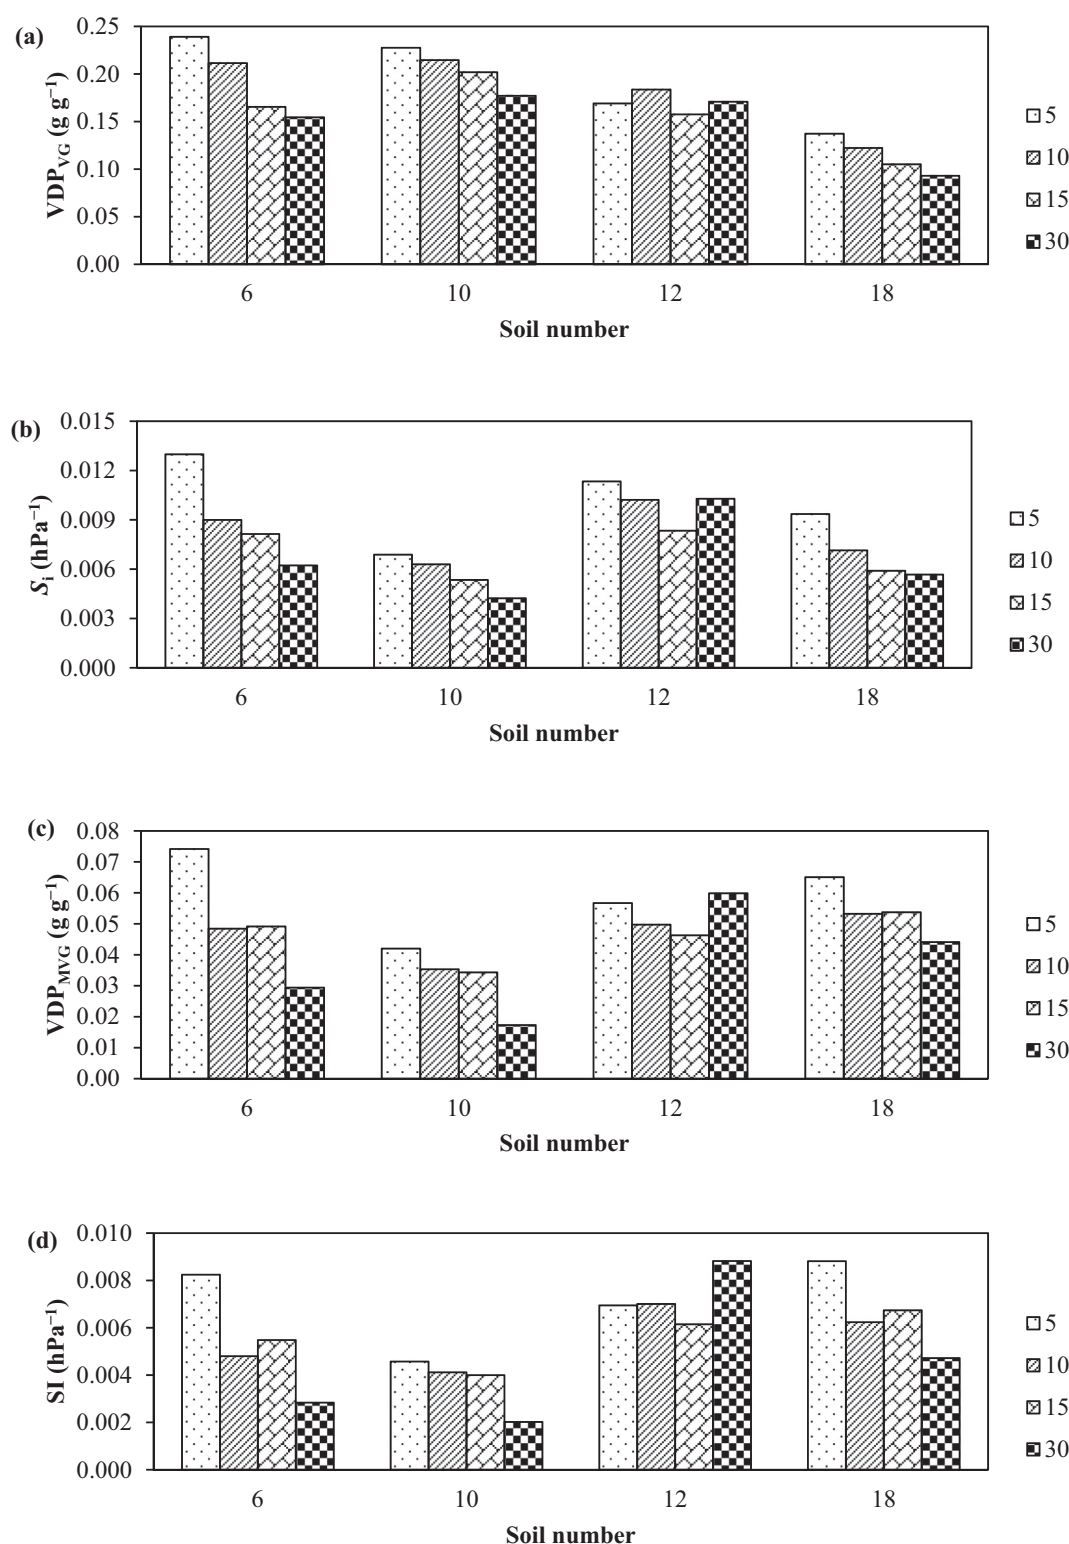 (a)
VDP_VG (g g⁻¹)
0.25
0.20
0.15
0.10
0.05
0.00
6 10 12 18
Soil number
5
10
15
30
(b)
S_i (hPa⁻¹)
0.015
0.012
0.009
0.006
0.003
0.000
6 10 12 18
Soil number
5
10
15
30
(c)
VDP_MVG (g g⁻¹)
0.08
0.07
0.06
0.05
0.04
0.03
0.02
0.01
0.00
6 10 12 18
Soil number
5
10
15
30
(d)
SI (hPa⁻¹)
0.010
0.008
0.006
0.004
0.002
0.000
6 10 12 18
Soil number
5
10
15
30